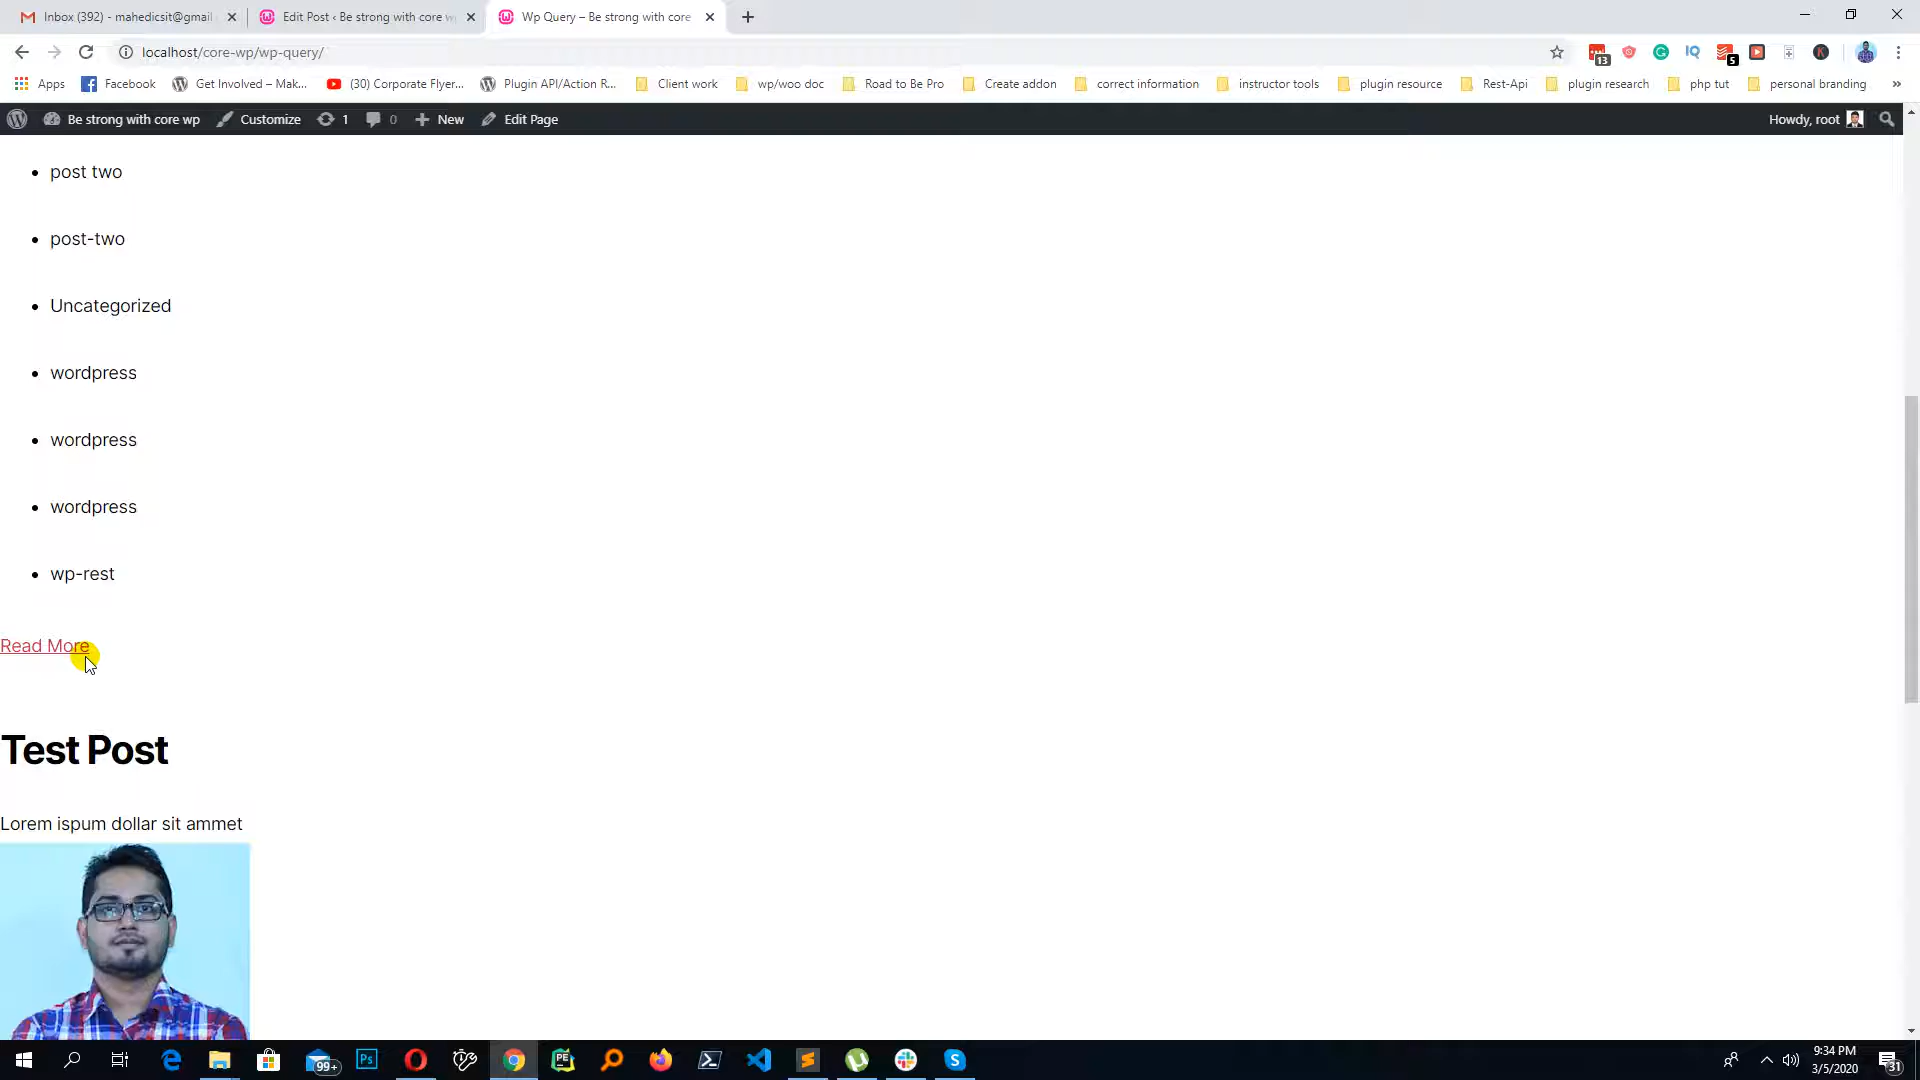 Inbox (392) - mahedicsit@gmail
Edit Post ‹ Be strong with core w
Wp Query – Be strong with core
localhost/core-wp/wp-query/
13
5
Apps
Facebook
Get Involved – Mak...
(30) Corporate Flyer...
Plugin API/Action R...
Client work
wp/woo doc
Road to Be Pro
Create addon
correct information
instructor tools
plugin resource
Rest-Api
plugin research
php tut
personal branding
»
Be strong with core wp
Customize
1
0
New
Edit Page
Howdy, root
• post two
• post-two
• Uncategorized
• wordpress
• wordpress
• wordpress
• wp-rest
Read More
Test Post
Lorem ispum dollar sit ammet
99+
9:34 PM
3/5/2020
31